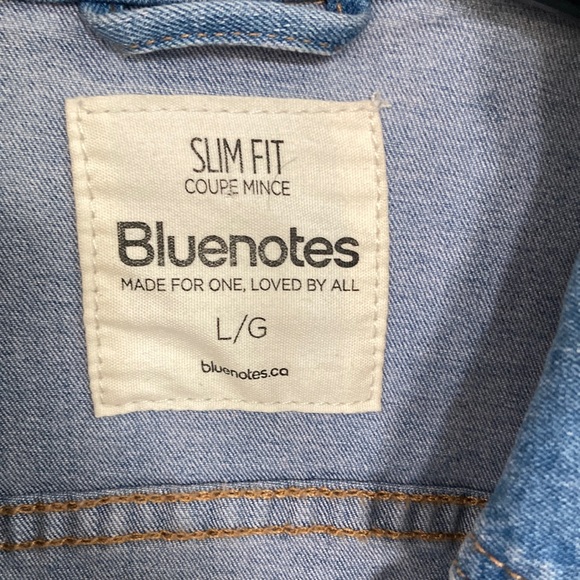 SLIM FIT
COUPE MINCE
Bluenotes
MADE FOR ONE, LOVED BY ALL
L/G
bluenotes.ca